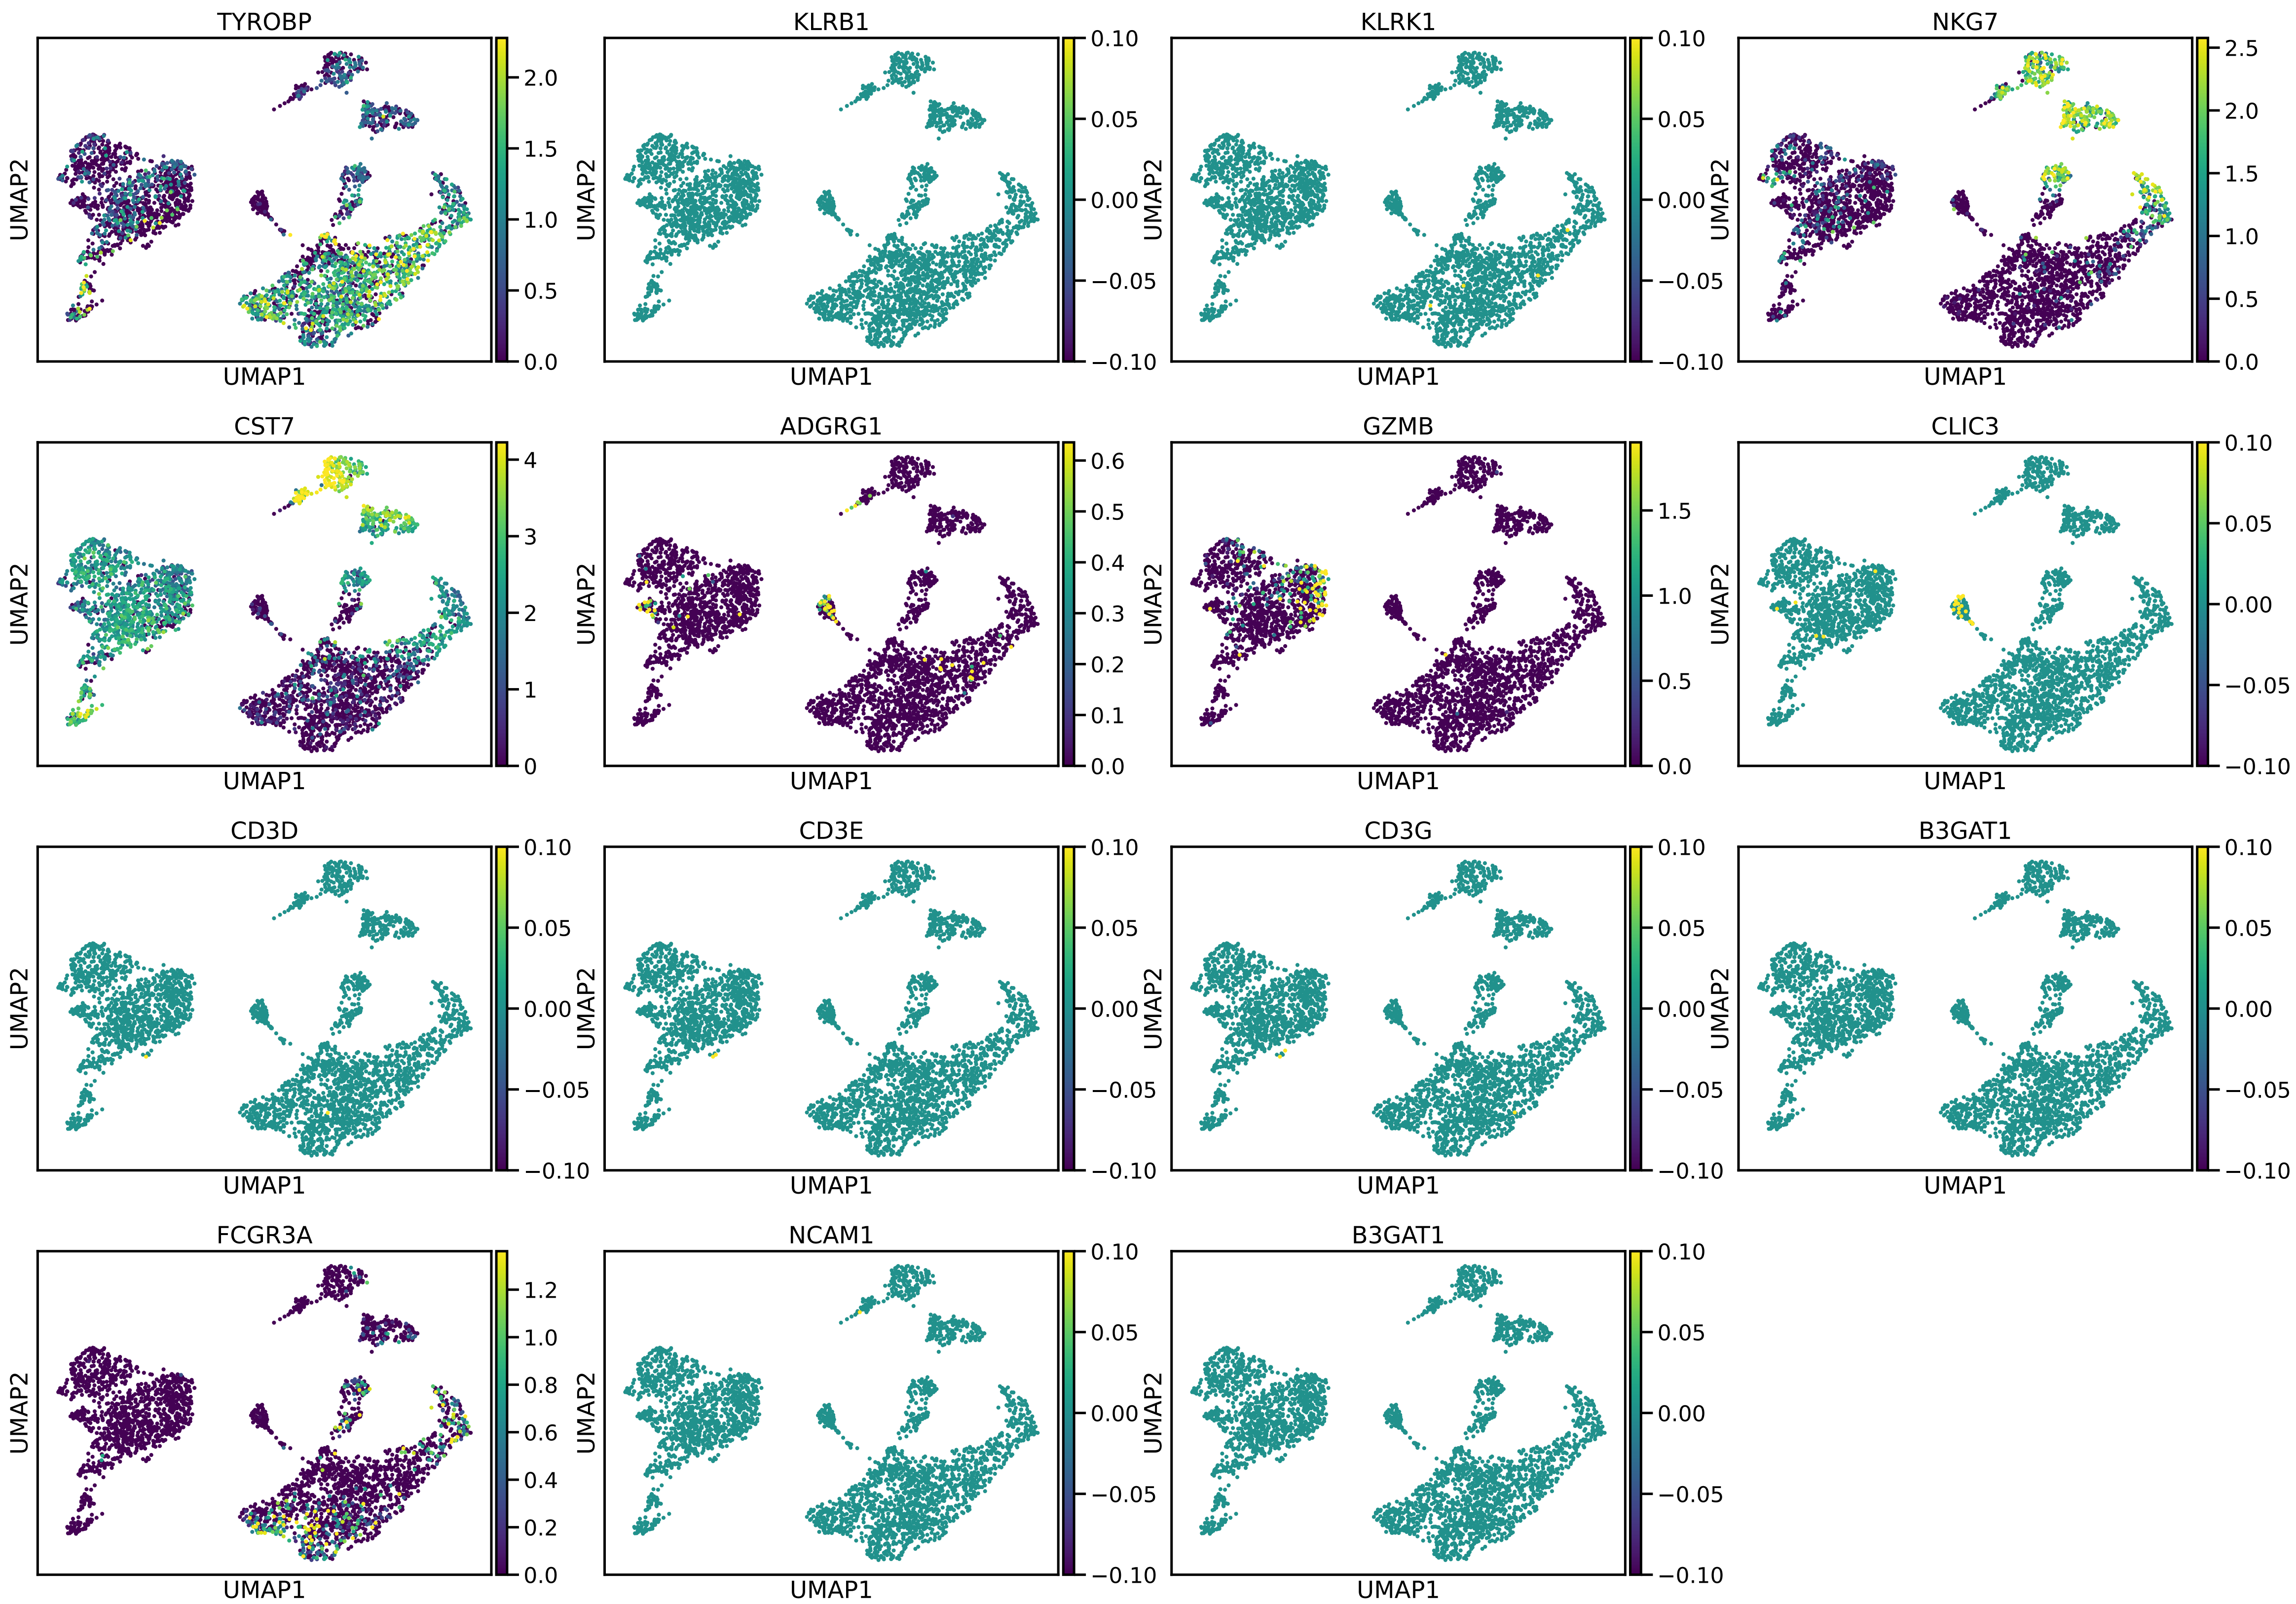 TYROBP
KLRB1
KLRK1
NKG7
UMAP2
UMAP1
2.0
1.5
1.0
0.5
0.0
UMAP2
UMAP1
0.10
0.05
0.00
−0.05
−0.10
UMAP2
UMAP1
0.10
0.05
0.00
−0.05
−0.10
UMAP2
UMAP1
2.5
2.0
1.5
1.0
0.5
0.0
CST7
ADGRG1
GZMB
CLIC3
UMAP2
UMAP1
4
3
2
1
0
UMAP2
UMAP1
0.6
0.5
0.4
0.3
0.2
0.1
0.0
UMAP2
UMAP1
1.5
1.0
0.5
0.0
UMAP2
UMAP1
0.10
0.05
0.00
−0.05
−0.10
CD3D
CD3E
CD3G
B3GAT1
UMAP2
UMAP1
0.10
0.05
0.00
−0.05
−0.10
UMAP2
UMAP1
0.10
0.05
0.00
−0.05
−0.10
UMAP2
UMAP1
0.10
0.05
0.00
−0.05
−0.10
UMAP2
UMAP1
0.10
0.05
0.00
−0.05
−0.10
FCGR3A
NCAM1
B3GAT1
UMAP2
UMAP1
1.2
1.0
0.8
0.6
0.4
0.2
0.0
UMAP2
UMAP1
0.10
0.05
0.00
−0.05
−0.10
UMAP2
UMAP1
0.10
0.05
0.00
−0.05
−0.10